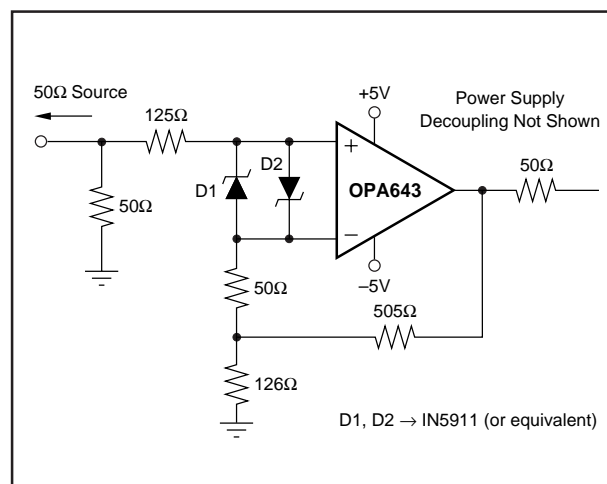 50Ω Source
+5V
Power Supply
Decoupling Not Shown
125Ω
D2
50Ω
+
OPA643
D1
50Ω
−
−5V
50Ω
505Ω
126Ω
D1, D2 → IN5911 (or equivalent)